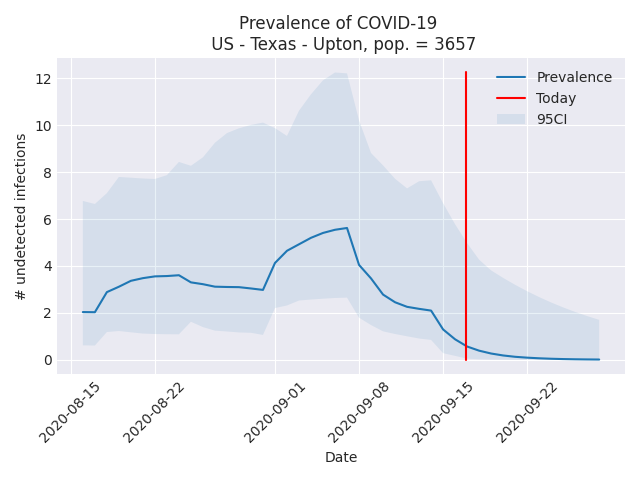 Prevalence of COVID-19
US - Texas - Upton, pop. = 3657
12
10
8
6
4
2
0
# undetected infections
Prevalence
Today
95CI
2020-08-15
2020-08-22
2020-09-01
2020-09-08
2020-09-15
2020-09-22
Date